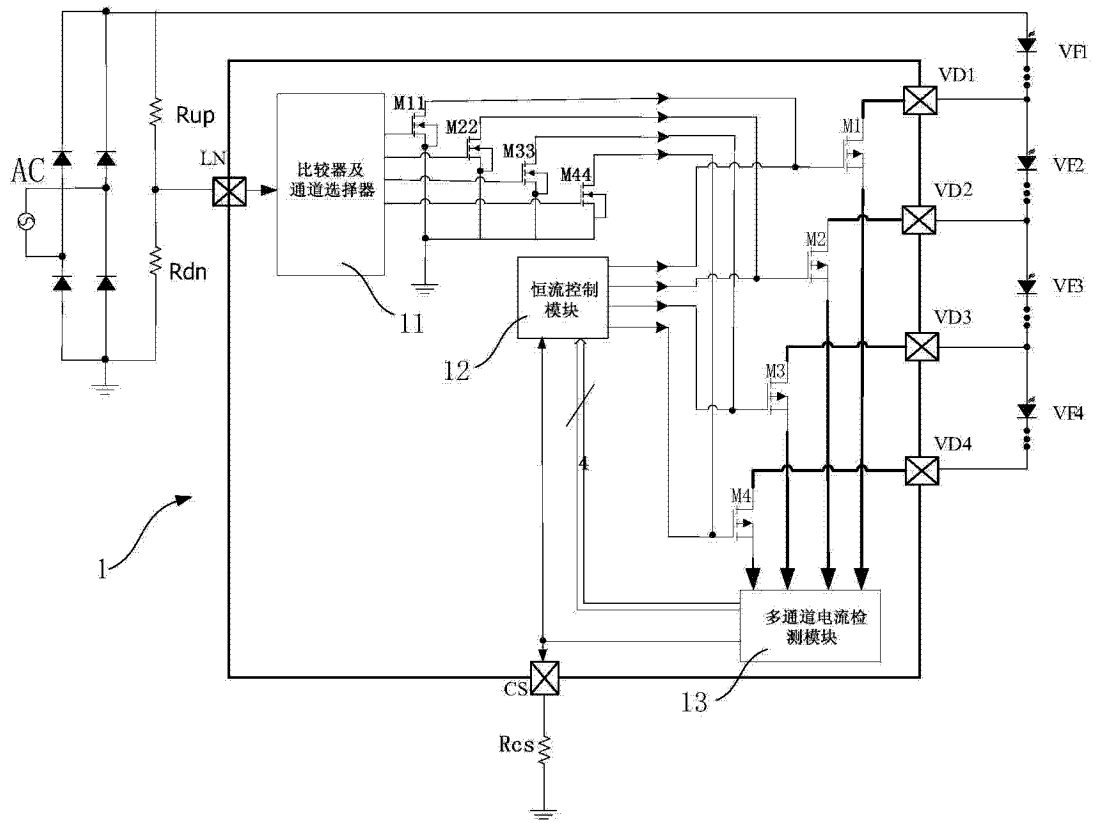 VF1
VD1
Rup
M11
M22
M33
M44
M1
LN
AC
比较器及
通道选择器
VF2
VD2
M2
Rdn
11
恒流控制
模块
12
VF3
VD3
M3
VF4
VD4
4
M4
1
多通道电流检
测模块
13
CS
Rcs